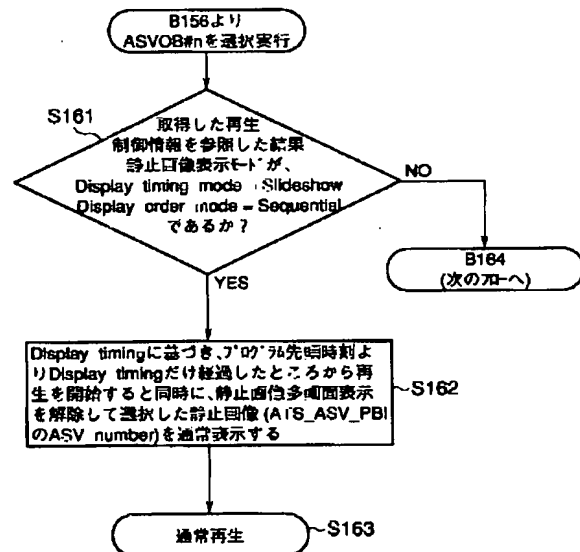 B156より
ASVOB#nを選択実行
S161
取得した再生
制御情報を参照した結果
静止画像表示モードが、
Display timing mode = Slideshow
Display order mode = Sequential
であるか?
NO
B164
(次のフローへ)
YES
Display timingに基づき、プログラム先頭時刻よ
りDisplay timingだけ経過したところから再
生を開始すると同時に、静止画像多画面表示
を解除して選択した静止画像 (ATS_ASV_PBI
のASV number)を通常表示する
S162
通常再生
S163